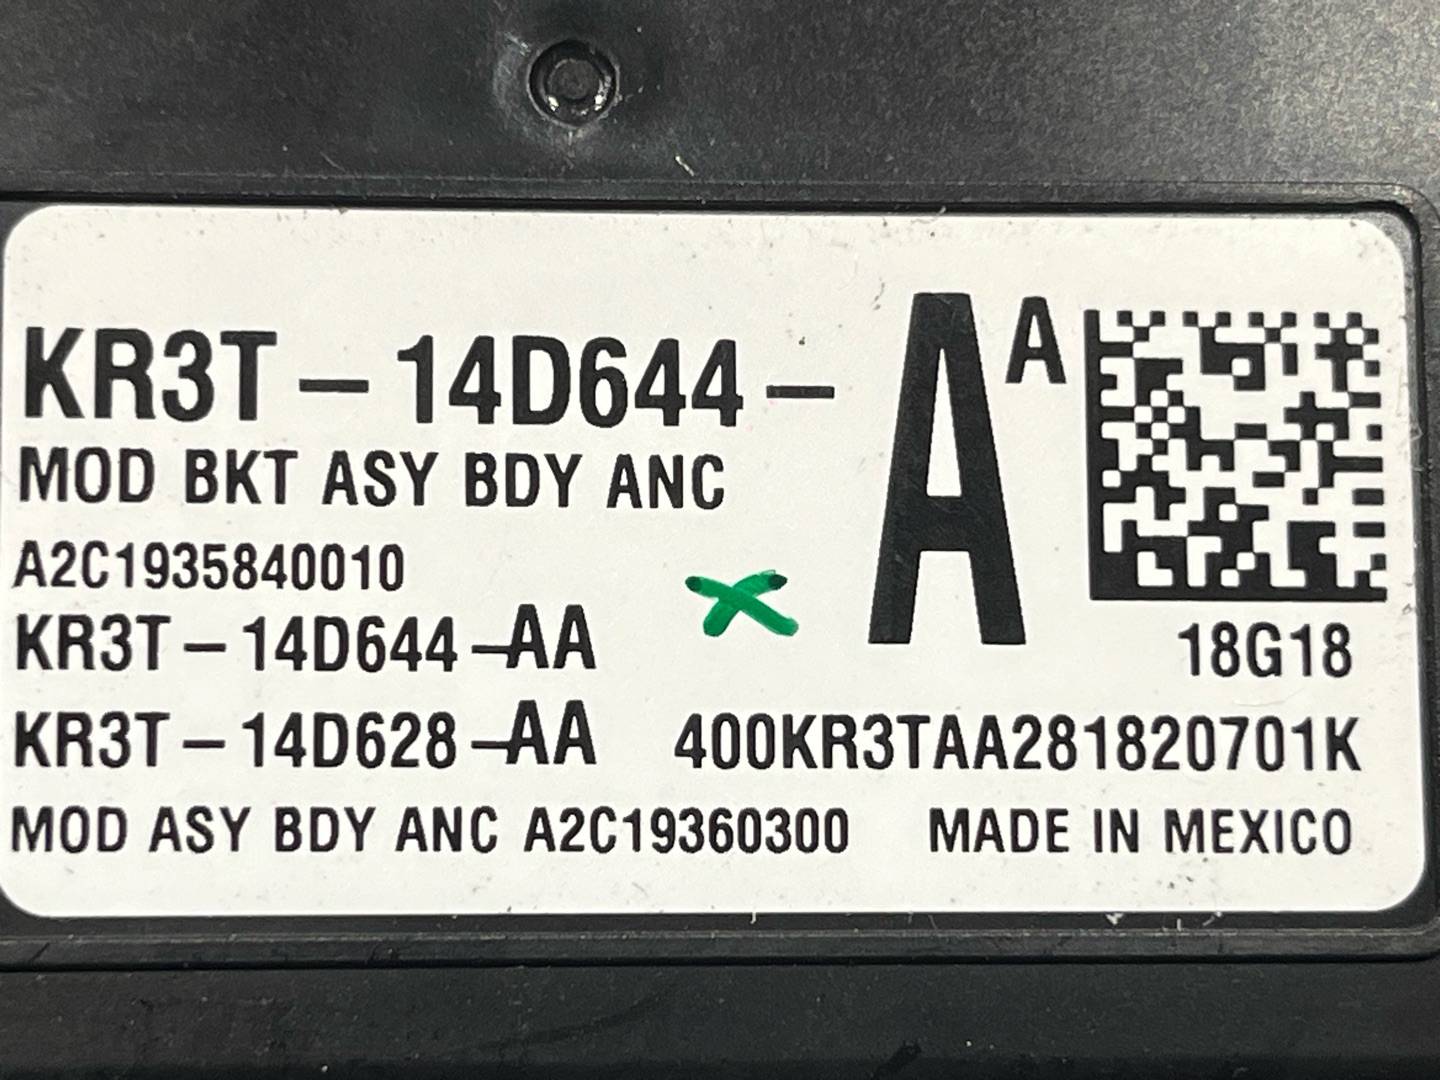 KR3T-14D644-AA
MOD BKT ASY BDY ANC
A2C1935840010
KR3T-14D644-AA
18G18
KR3T-14D628-AA 400KR3TAA281820701K
MOD ASY BDY ANC A2C19360300 MADE IN MEXICO